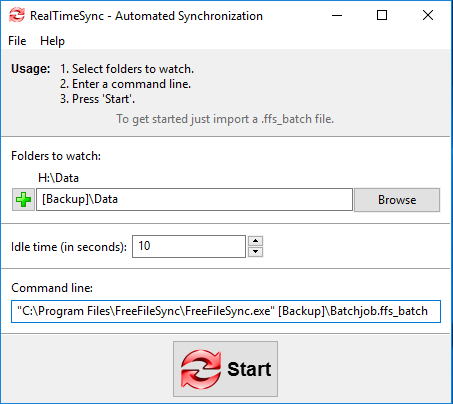 RealTimeSync - Automated Synchronization
File Help
Usage: 1. Select folders to watch.
2. Enter a command line.
3. Press 'Start'.
To get started just import a .ffs_batch file.
Folders to watch:
H:\Data
[Backup]\Data Browse
Idle time (in seconds): 10
Command line:
"C:\Program Files\FreeFileSync\FreeFileSync.exe" [Backup]\Batchjob.ffs_batch
Start